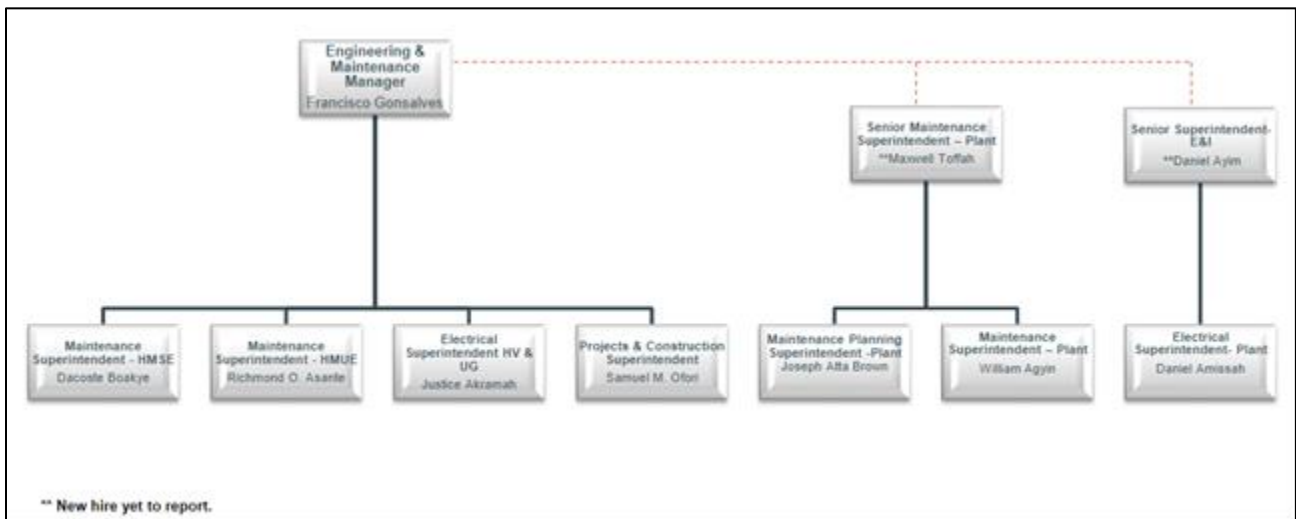 Engineering &
Maintenance
Manager
Francisco Gonsalves
Senior Maintenance
Superintendent – Plant
**Maxwell Toffah
Senior Superintendent-
E&I
**Daniel Ayim
Maintenance
Superintendent - HMSE
Dacoste Boakye
Maintenance
Superintendent - HMUE
Richmond O. Asante
Electrical
Superintendent HV &
UG
Justice Akramah
Projects & Construction
Superintendent
Samuel M. Ofori
Maintenance Planning
Superintendent -Plant
Joseph Atta Brown
Maintenance
Superintendent – Plant
William Agyin
Electrical
Superintendent- Plant
Daniel Amissah
** New hire yet to report.